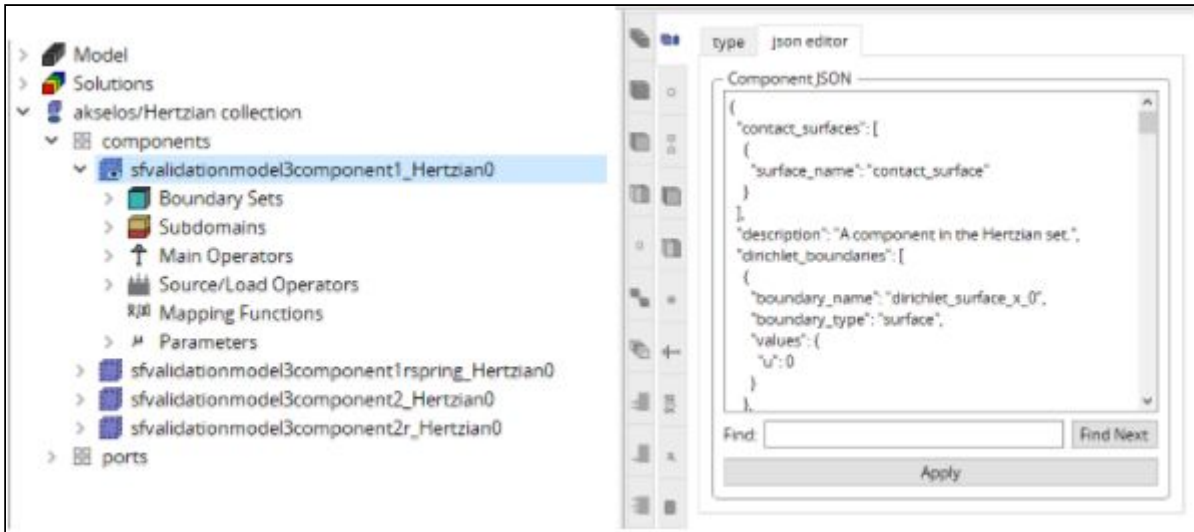 Model
Solutions
akselos/Hertzian collection
components
sfvalidationmodel3component1_Hertzian0
Boundary Sets
Subdomains
Main Operators
Source/Load Operators
Mapping Functions
μ Parameters
sfvalidationmodel3component1rspring_Hertzian0
sfvalidationmodel3component2_Hertzian0
sfvalidationmodel3component2r_Hertzian0
ports
type json editor
Component JSON
{
"contact_surfaces": [
{
"surface_name": "contact_surface"
}
],
"description": "A component in the Hertzian set.",
"dirichlet_boundaries": [
{
"boundary_name": "dirichlet_surface_x_0",
"boundary_type": "surface",
"values": {
"u": 0
}
},
Find: Find Next
Apply